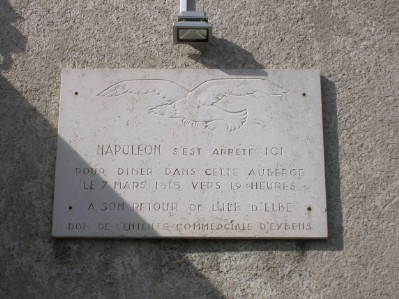 NAPOLEON S'EST ARRÊTÉ ICI
POUR DINER DANS CETTE AUBERGE
LE 7 MARS 1815 VERS 19 HEURES
A SON RETOUR DE L'ILE D'ELBE
DON DE L'ENTENTE COMMERCIALE D'EYBENS